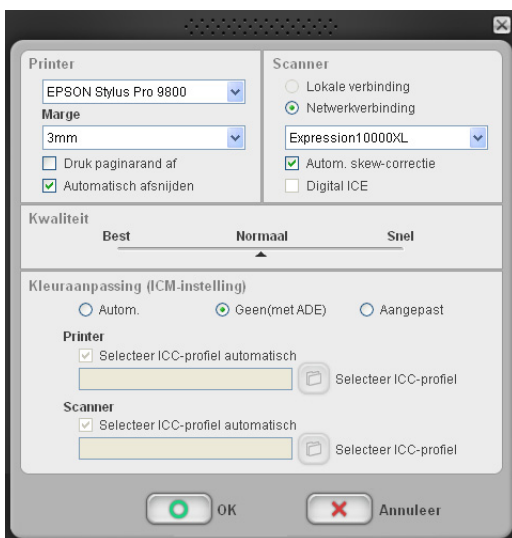 Printer
EPSON Stylus Pro 9800
Marge
3mm
Druk paginarand af
Automatisch afsnijden
Scanner
Lokale verbinding
Netwerkverbinding
Expression10000XL
Autom. skew-correctie
Digital ICE
Kwaliteit
Best Normaal Snel
Kleuraanpassing (ICM-instelling)
Autom. Geen(met ADE) Aangepast
Printer
Selecteer ICC-profiel automatisch
Selecteer ICC-profiel
Scanner
Selecteer ICC-profiel automatisch
Selecteer ICC-profiel
OK Annuleer